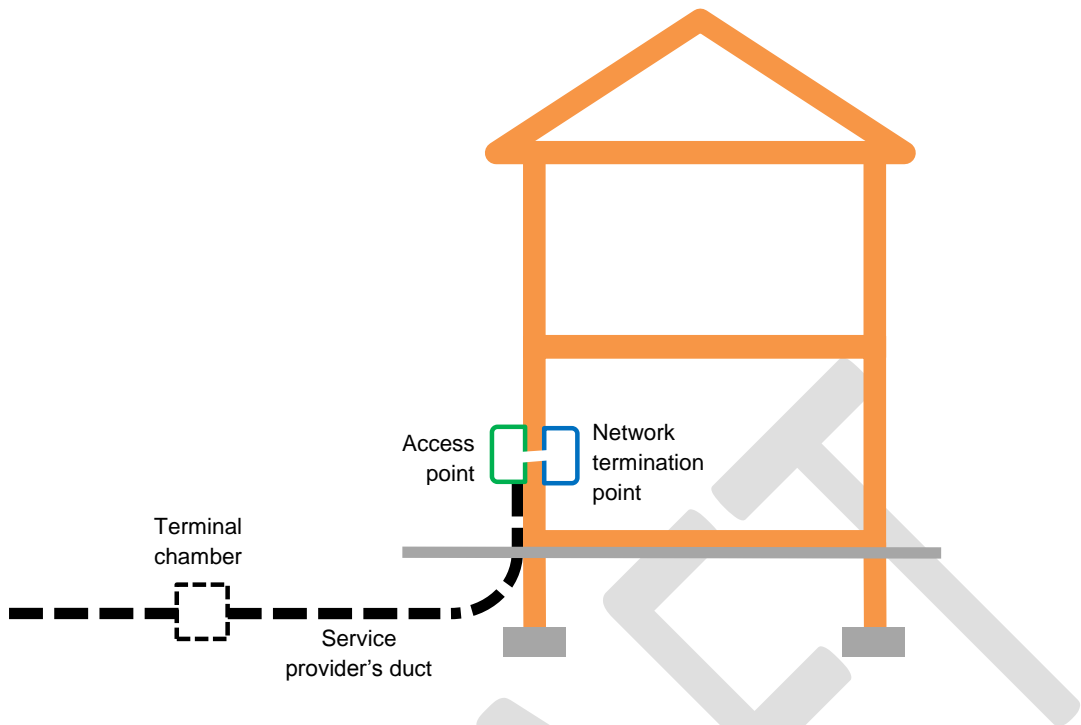 Access
point
Network
termination
point
Terminal
chamber
Service
provider’s duct